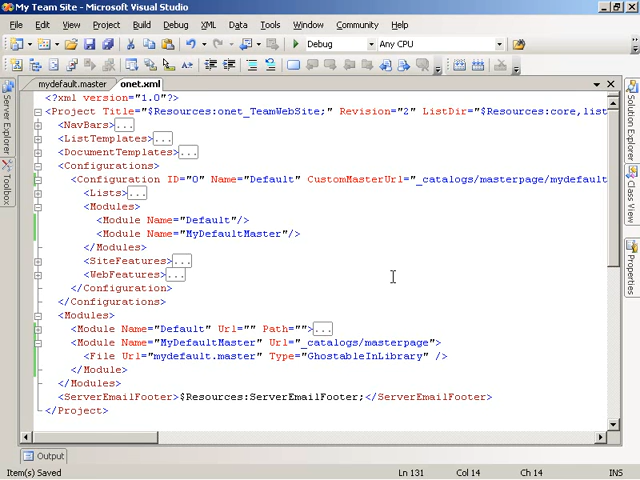 My Team Site - Microsoft Visual Studio
File Edit View Project Build Debug XML Data Tools Window Community Help
Debug Any CPU
mydefault.master onet.xml
Server Explorer
Toolbox
Solution Explorer
Class View
Properties
<?xml version="1.0"?>
<Project Title="$Resources:onet_TeamWebSite;" Revision="2" ListDir="$Resources:core,list
<NavBars>...
<ListTemplates>...
<DocumentTemplates>...
<Configurations>
<Configuration ID="0" Name="Default" CustomMasterUrl="_catalogs/masterpage/mydefault
<Lists>...
<Modules>
<Module Name="Default"/>
<Module Name="MyDefaultMaster"/>
</Modules>
<SiteFeatures>...
<WebFeatures>...
</Configuration>
</Configurations>
<Modules>
<Module Name="Default" Url="" Path="">...
<Module Name="MyDefaultMaster" Url="_catalogs/masterpage">
<File Url="mydefault.master" Type="GhostableInLibrary" />
</Module>
</Modules>
<ServerEmailFooter>$Resources:ServerEmailFooter;</ServerEmailFooter>
</Project>
Output
Item(s) Saved Ln 131 Col 14 Ch 14 INS